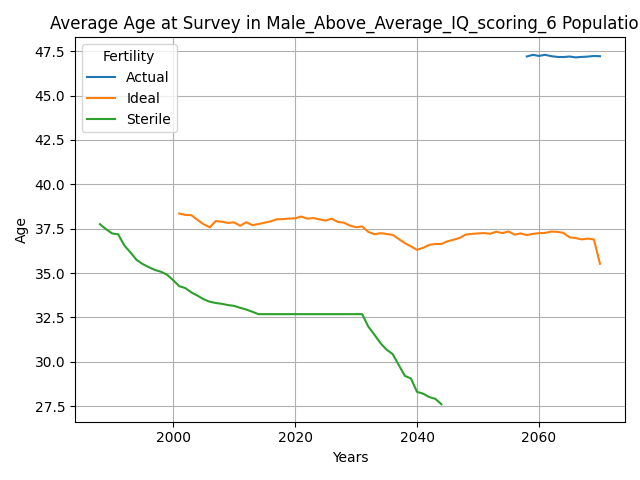 Average Age at Survey in Male_Above_Average_IQ_scoring_6 Populatio
Fertility
Actual
Ideal
Sterile
47.5
45.0
42.5
40.0
37.5
35.0
32.5
30.0
27.5
Age
2000
2020
2040
2060
Years